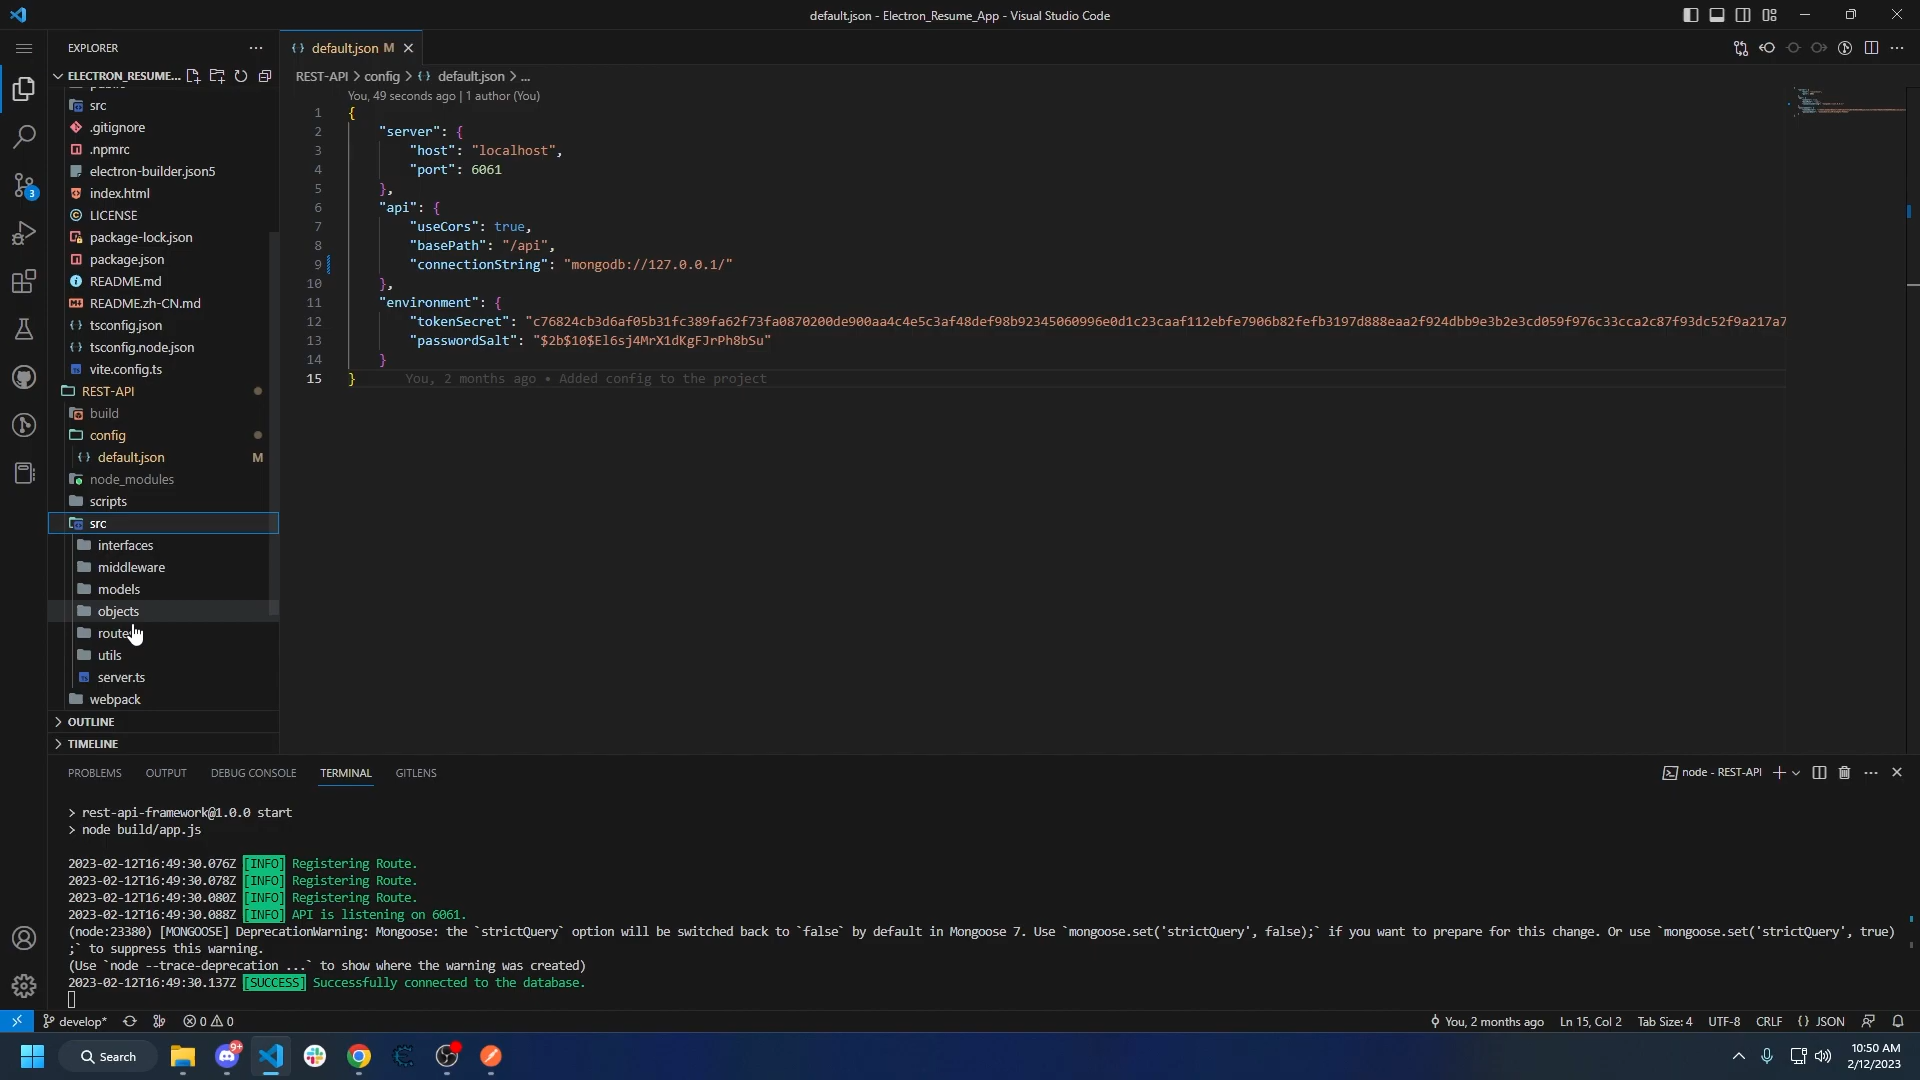 default.json - Electron_Resume_App - Visual Studio Code
EXPLORER
default.json M
ELECTRON_RESUME...
REST-API > config > {} default.json > ...
src
.gitignore
.npmrc
electron-builder.json5
index.html
LICENSE
package-lock.json
package.json
README.md
README.zh-CN.md
tsconfig.json
tsconfig.node.json
vite.config.ts
REST-API
build
config
default.json M
node_modules
scripts
src
interfaces
middleware
models
objects
utils
server.ts
webpack
OUTLINE
TIMELINE
3
You, 49 seconds ago | 1 author (You)
1 {
2 "server": {
3 "host": "localhost",
4 "port": 6061
5 },
6 "api": {
7 "useCors": true,
8 "basePath": "/api",
9 "connectionString": "mongodb://127.0.0.1/"
10 },
11 "environment": {
12 "tokenSecret": "c76824cb3d6af05b31fc389fa62f73fa0870200de900aa4c4e5c3af48def98b92345060996e0d1c23caaf112ebfe7906b82fefb3197d888eaa2f924dbb9e3b2e3cd059f976c33cca2c87f93dc52f9a217a7
13 "passwordSalt": "$2b$10$El6sj4MrX1dKgFJrPh8bSu"
14 }
15 } You, 2 months ago • Added config to the project
PROBLEMS OUTPUT DEBUG CONSOLE TERMINAL GITLENS
node - REST-API
> rest-api-framework@1.0.0 start
> node build/app.js
2023-02-12T16:49:30.076Z [INFO] Registering Route.
2023-02-12T16:49:30.078Z [INFO] Registering Route.
2023-02-12T16:49:30.080Z [INFO] Registering Route.
2023-02-12T16:49:30.088Z [INFO] API is listening on 6061.
(node:23380) [MONGOOSE] DeprecationWarning: Mongoose: the `strictQuery` option will be switched back to `false` by default in Mongoose 7. Use `mongoose.set('strictQuery', false);` if you want to prepare for this change. Or use `mongoose.set('strictQuery', true)
;` to suppress this warning.
(Use `node --trace-deprecation ...` to show where the warning was created)
2023-02-12T16:49:30.137Z [SUCCESS] Successfully connected to the database.
develop* 0 0
You, 2 months ago Ln 15, Col 2 Tab Size: 4 UTF-8 CRLF {} JSON
Search
9+
10:50 AM
2/12/2023